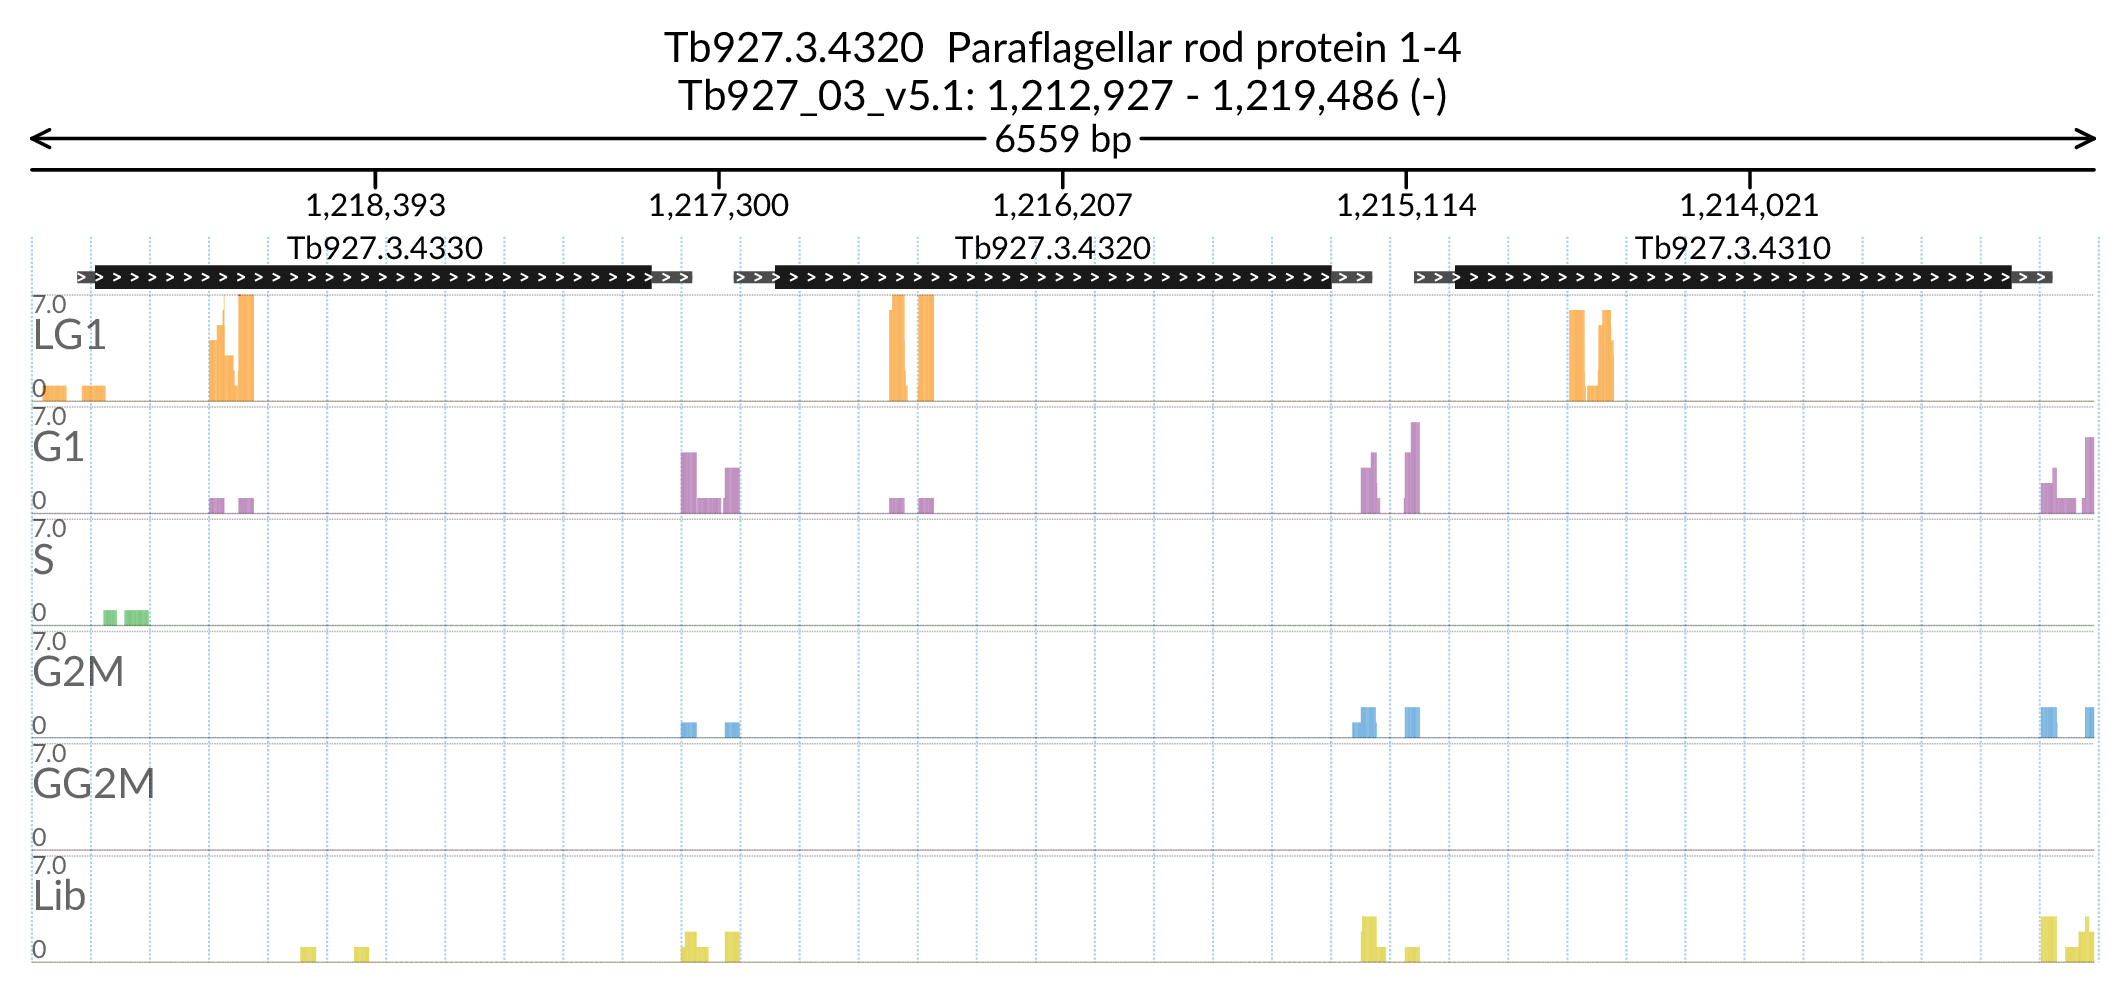 Tb927.3.4320  Paraflagellar rod protein 1-4
Tb927_03_v5.1: 1,212,927 - 1,219,486 (-)
6559 bp
1,218,393 1,217,300 1,216,207 1,215,114 1,214,021
Tb927.3.4330 Tb927.3.4320 Tb927.3.4310
7.0
LG1
0
7.0
G1
0
7.0
S
0
7.0
G2M
0
7.0
GG2M
0
7.0
Lib
0